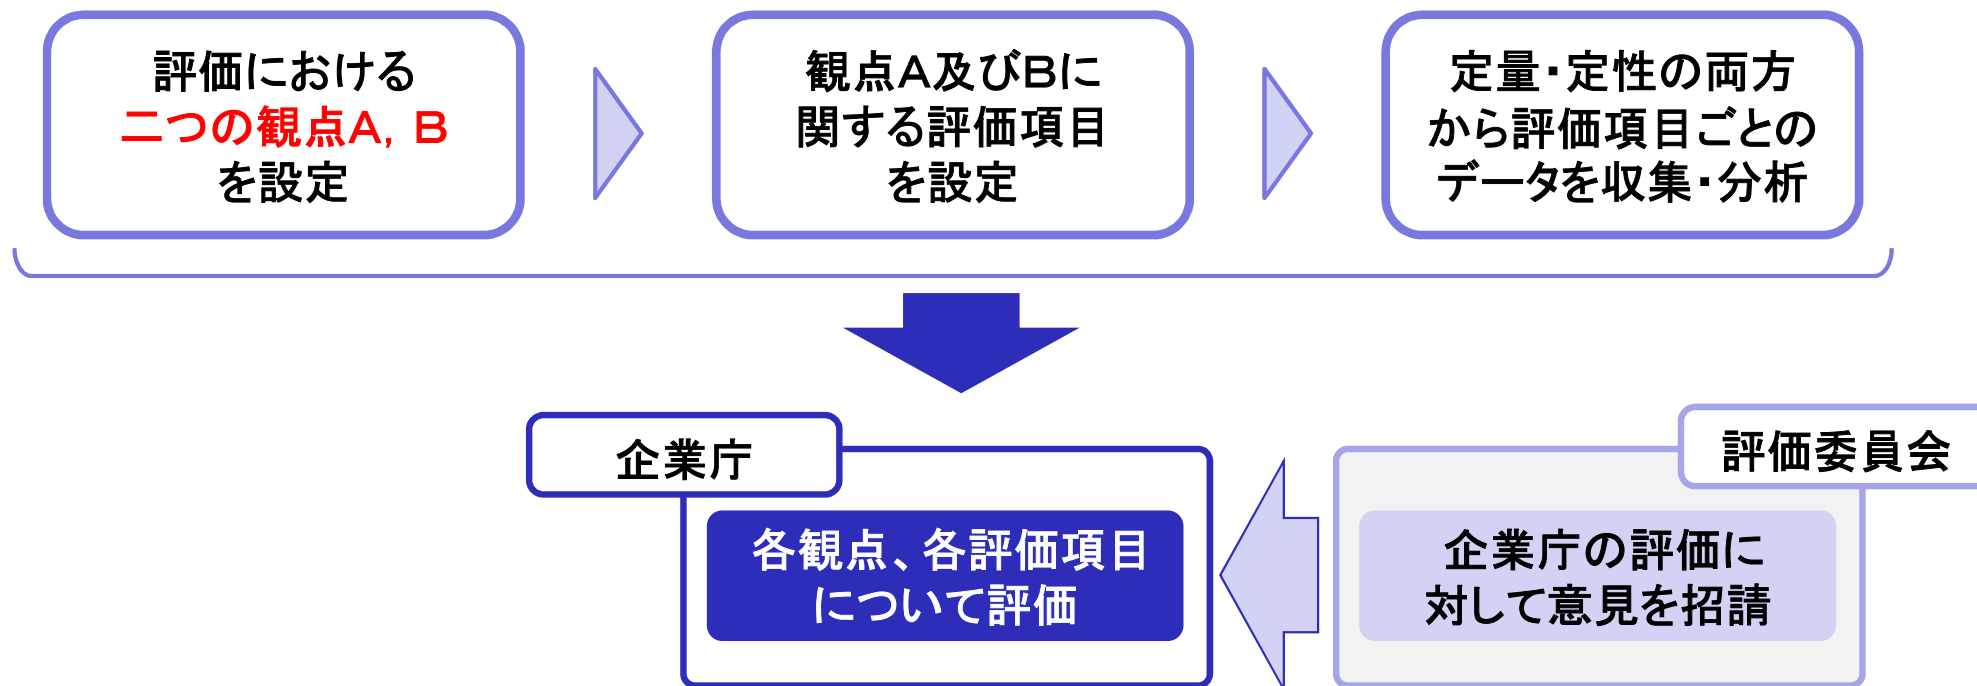 評価における
二つの観点A, B
を設定
観点A及びBに
関する評価項目
を設定
定量・定性の両方
から評価項目ごとの
データを収集・分析
企業庁
各観点、各評価項目
について評価
評価委員会
企業庁の評価に
対して意見を招請